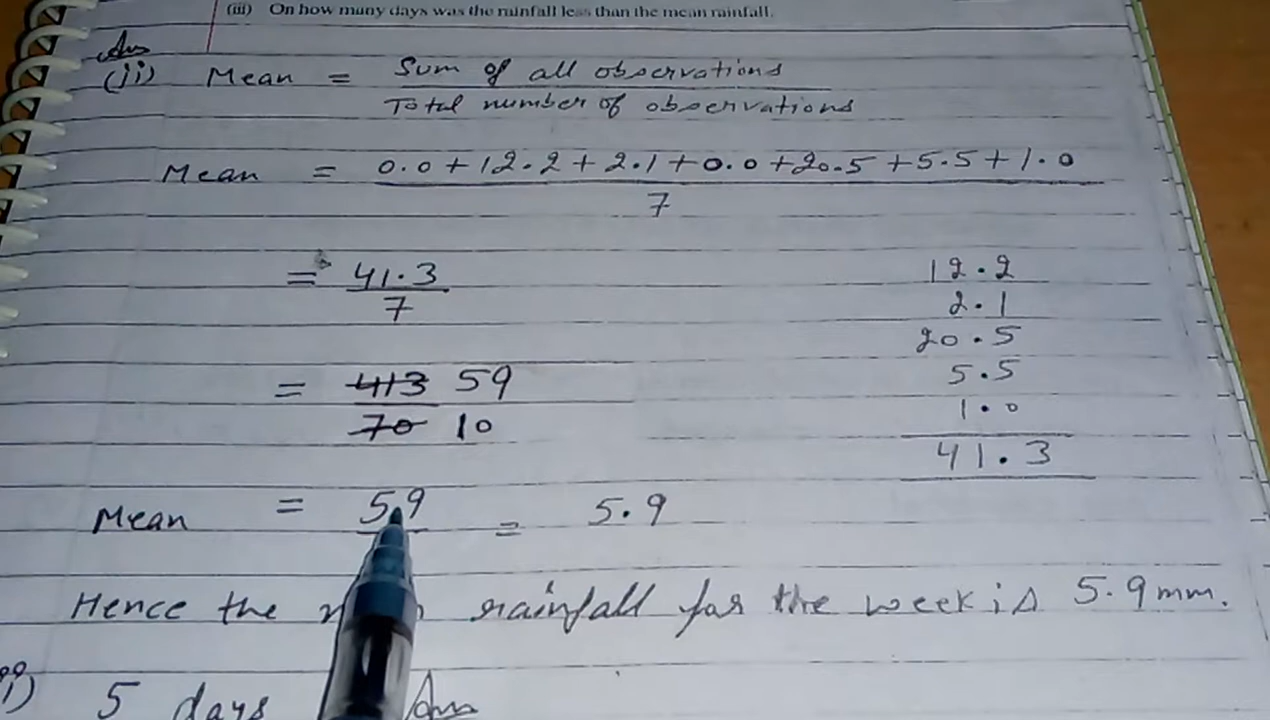 (iii) On how many days was the rainfall less than the mean rainfall.
Ans
(ii) Mean = Sum of all observations
Total number of observations
Mean = 0.0 + 12.2 + 2.1 + 0.0 + 20.5 + 5.5 + 1.0
7
= 41.3
7
12.2
2.1
20.5
5.5
1.0
41.3
= 413 59
70 10
Mean = 59 = 5.9
Hence the rainfall for the week is 5.9 mm.
5 days Ans